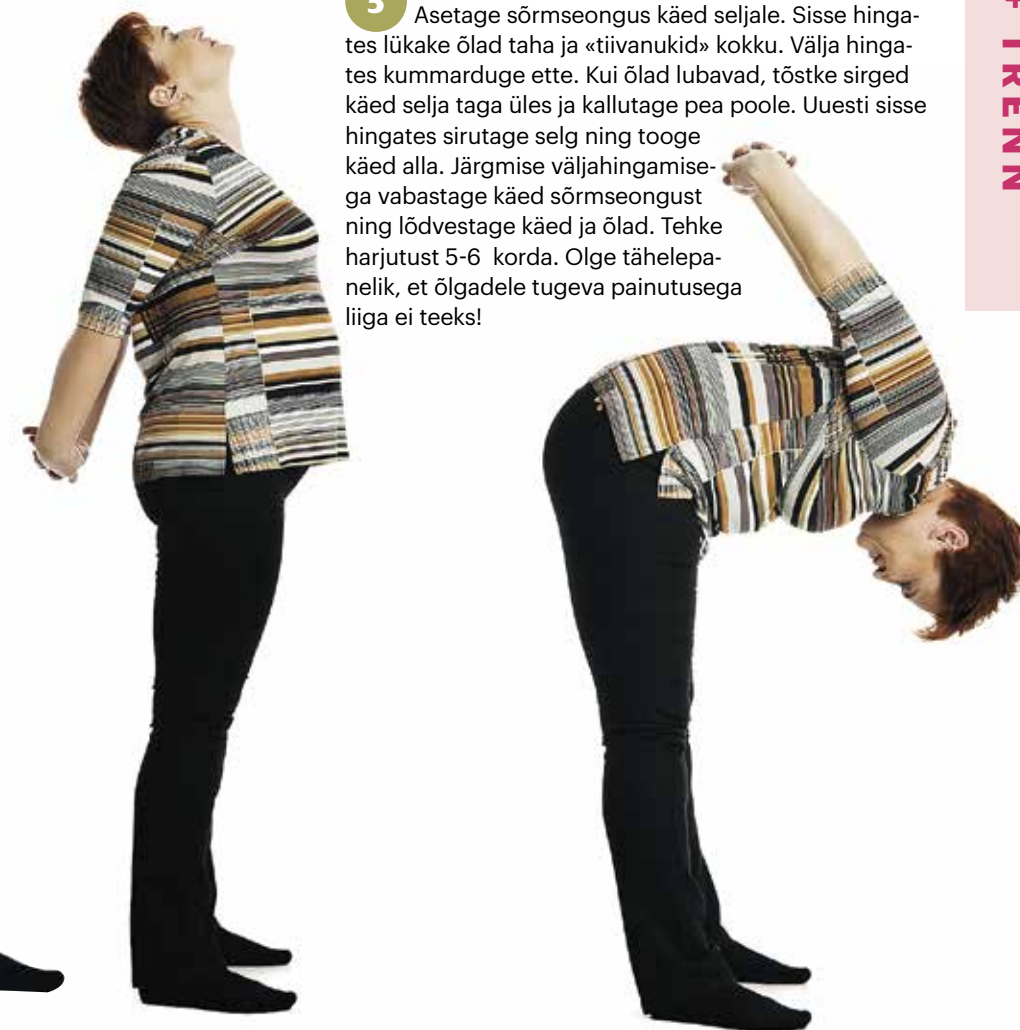 Asetage sõrmseongus käed seljale. Sisse hinga-
tes lükake õlad taha ja «tiivanukid» kokku. Välja hinga-
tes kummarduge ette. Kui õlad lubavad, tõstke sirged
käed selja taga üles ja kallutage pea poole. Uuesti sisse
hingates sirutage selg ning tooge
käed alla. Järgmise väljahingamise-
ga vabastage käed sõrmseongust
ning lõdvestage käed ja õlad. Tehke
harjutust 5-6 korda. Olge tähelepa-
nelik, et õlgadele tugeva painutusega
liiga ei teeks!
TRENN